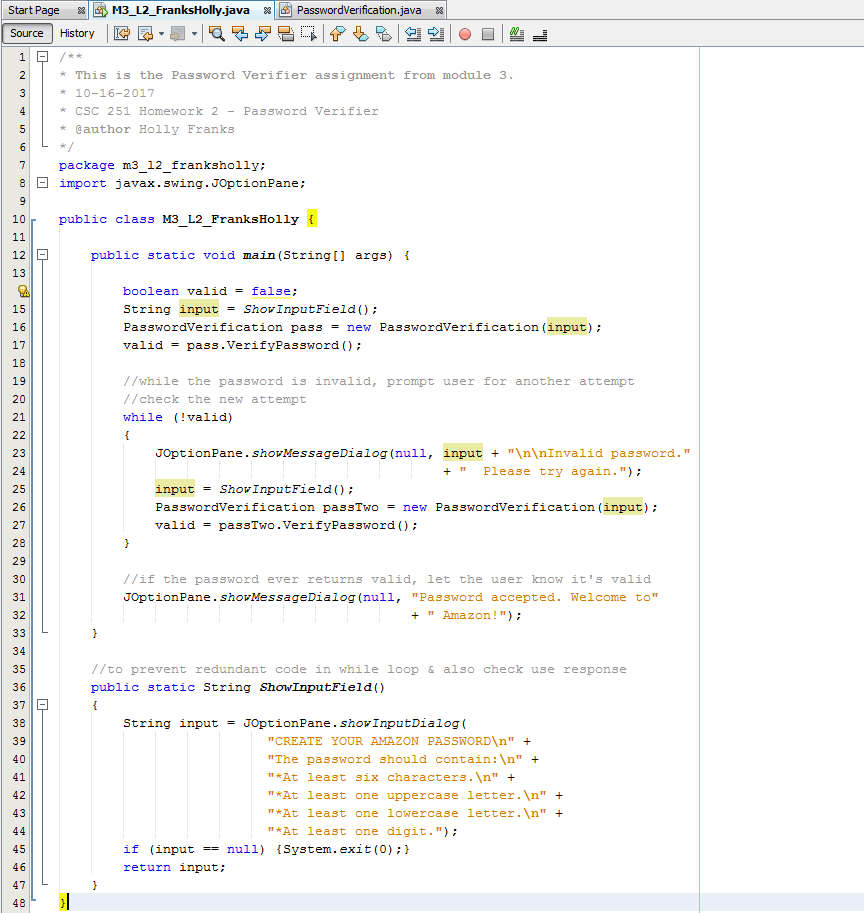 Start Page M3_L2_FranksHolly.java PasswordVerification.java
Source History
1 /**
2 * This is the Password Verifier assignment from module 3.
3 * 10-16-2017
4 * CSC 251 Homework 2 - Password Verifier
5 * @author Holly Franks
6 */
7 package m3_l2_franksholly;
8 import javax.swing.JOptionPane;
9
10 public class M3_L2_FranksHolly {
11
12 public static void main(String[] args) {
13
boolean valid = false;
15 String input = ShowInputField();
16 PasswordVerification pass = new PasswordVerification(input);
17 valid = pass.VerifyPassword();
18
19 //while the password is invalid, prompt user for another attempt
20 //check the new attempt
21 while (!valid)
22 {
23 JOptionPane.showMessageDialog(null, input + "\n\nInvalid password."
24 + "  Please try again.");
25 input = ShowInputField();
26 PasswordVerification passTwo = new PasswordVerification(input);
27 valid = passTwo.VerifyPassword();
28 }
29
30 //if the password ever returns valid, let the user know it's valid
31 JOptionPane.showMessageDialog(null, "Password accepted. Welcome to"
32 + " Amazon!");
33 }
34
35 //to prevent redundant code in while loop & also check use response
36 public static String ShowInputField()
37 {
38 String input = JOptionPane.showInputDialog(
39 "CREATE YOUR AMAZON PASSWORD\n" +
40 "The password should contain:\n" +
41 "*At least six characters.\n" +
42 "*At least one uppercase letter.\n" +
43 "*At least one lowercase letter.\n" +
44 "*At least one digit.");
45 if (input == null) {System.exit(0);}
46 return input;
47 }
48 }